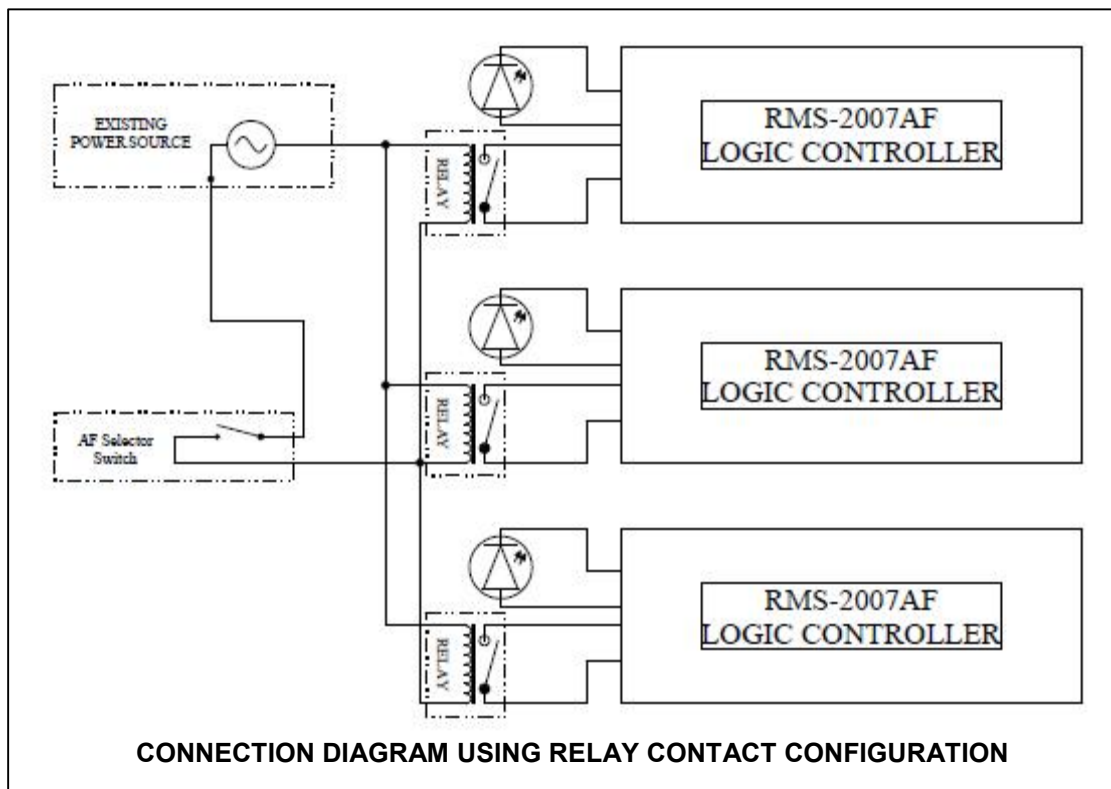 EXISTING
POWER SOURCE
RELAY
RMS-2007AF
LOGIC CONTROLLER
AF Selector
Switch
RELAY
RMS-2007AF
LOGIC CONTROLLER
RELAY
RMS-2007AF
LOGIC CONTROLLER
CONNECTION DIAGRAM USING RELAY CONTACT CONFIGURATION